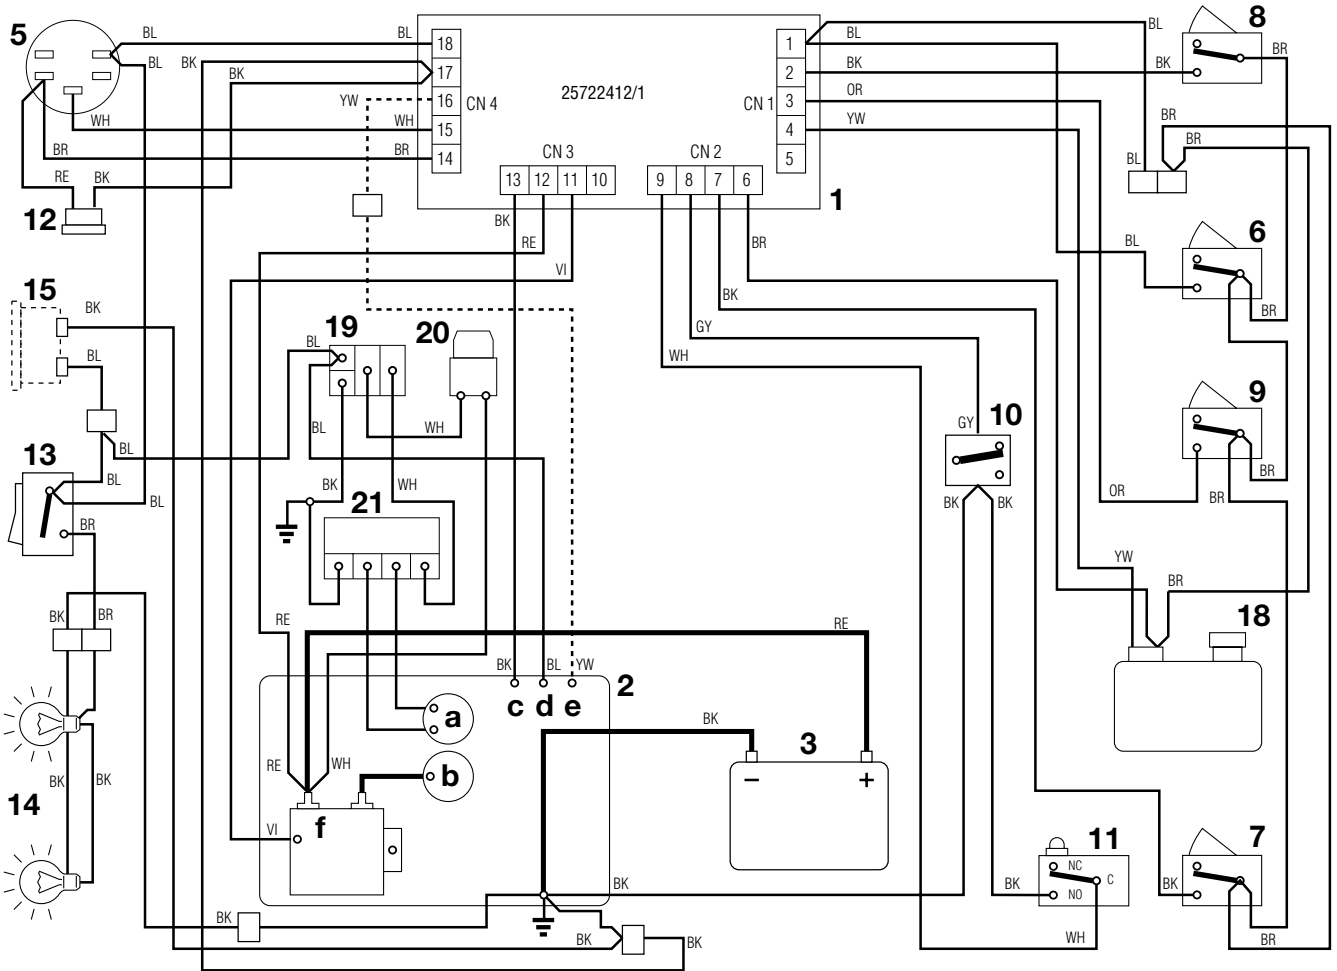 5
BL
BL
BL
BK
BK
YW
WH
WH
BR
BR
RE
BK
12
18
17
16
15
14
CN 4
25722412/1
CN 3
13
12
11
10
CN 2
9
8
7
6
CN 1
1
2
3
4
5
1
BL
BL
BK
OR
YW
BK
8
BR
BR
BR
BL
6
BL
BR
9
BR
OR
BR
BK
RE
VI
BR
BK
GY
WH
15
BK
BL
19
20
BL
BL
WH
BK
WH
21
13
BL
BL
BL
BR
GY
10
BK
BK
YW
BR
18
BK
BR
RE
RE
BK
BL
YW
2
c
d
e
a
b
f
RE
WH
VI
BK
3
−
+
14
BK
BK
BK
BK
BK
BK
11
NC
C
NO
BK
WH
7
BK
BR